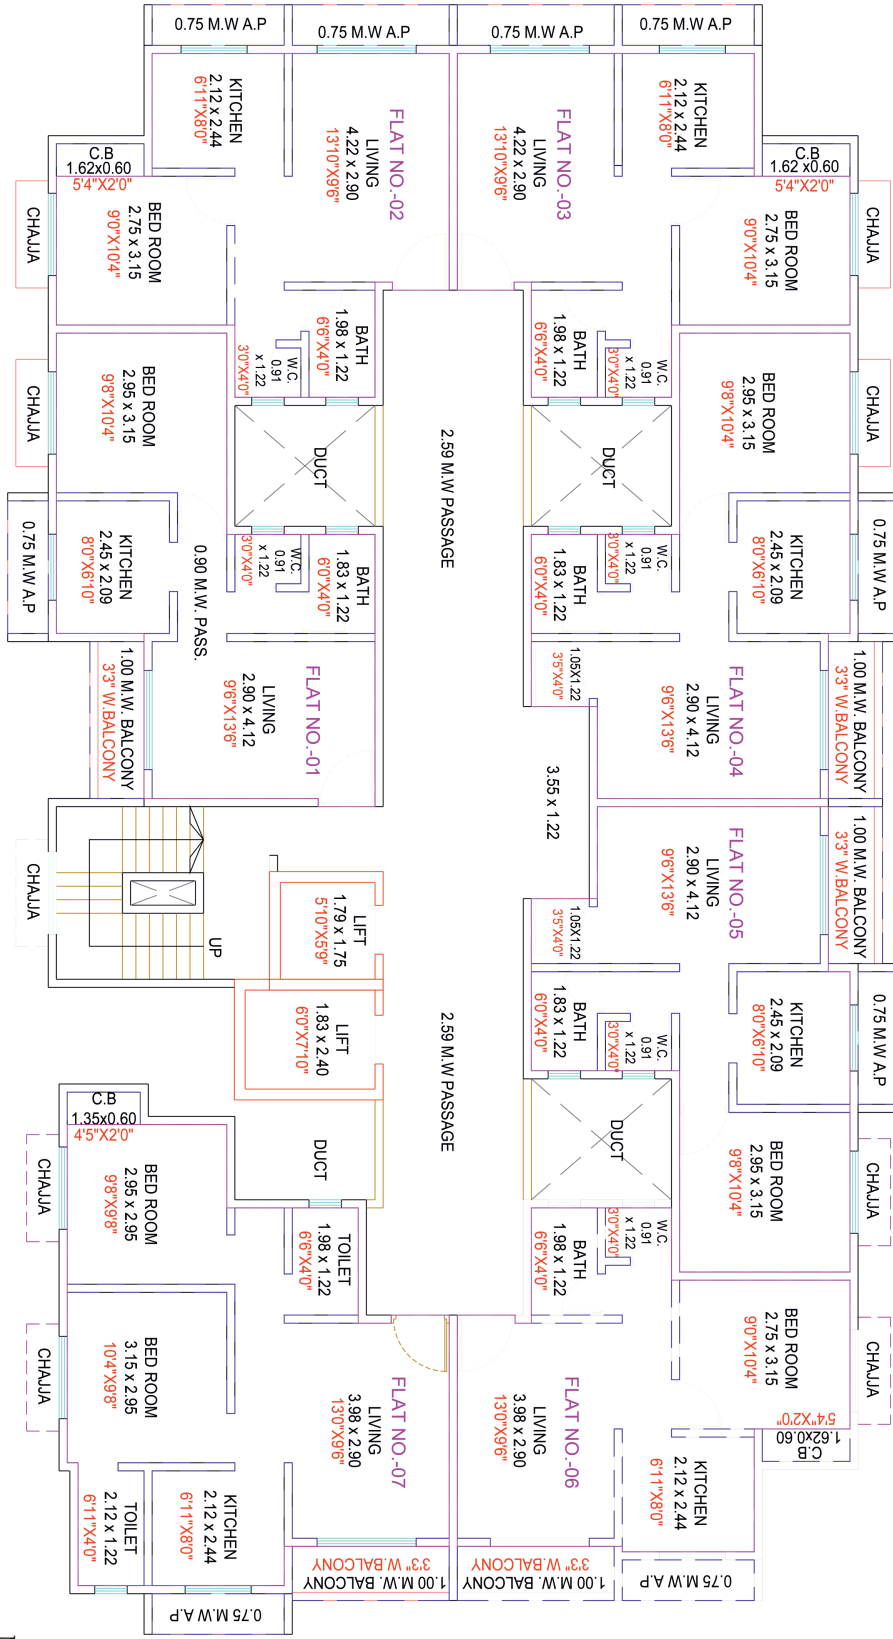 0.75 M.W A.P
0.75 M.W A.P
0.75 M.W A.P
0.75 M.W A.P
KITCHEN
2.12 x 2.44
6'11"X8'0"
FLAT NO.-02
LIVING
4.22 x 2.90
13'10"X9'6"
FLAT NO.-03
LIVING
4.22 x 2.90
13'10"X9'6"
KITCHEN
2.12 x 2.44
6'11"X8'0"
C.B
1.62x0.60
5'4"X2'0"
C.B
1.62 x0.60
5'4"X2'0"
CHAJJA
BED ROOM
2.75 x 3.15
9'0"X10'4"
BED ROOM
2.75 x 3.15
9'0"X10'4"
CHAJJA
BATH
1.98 x 1.22
6'6"X4'0"
W.C.
0.91
x 1.22
3'0"X4'0"
BATH
1.98 x 1.22
6'6"X4'0"
W.C.
0.91
x 1.22
3'0"X4'0"
CHAJJA
BED ROOM
2.95 x 3.15
9'8"X10'4"
BED ROOM
2.95 x 3.15
9'8"X10'4"
CHAJJA
DUCT
2.59 M.W PASSAGE
DUCT
0.75 M.W A.P
KITCHEN
2.45 x 2.09
8'0"X6'10"
0.90 M.W. PASS.
W.C.
0.91
x 1.22
3'0"X4'0"
BATH
1.83 x 1.22
6'0"X4'0"
BATH
1.83 x 1.22
6'0"X4'0"
W.C.
0.91
x 1.22
3'0"X4'0"
KITCHEN
2.45 x 2.09
8'0"X6'10"
0.75 M.W A.P
1.00 M.W. BALCONY
3'3" W.BALCONY
FLAT NO.-01
LIVING
2.90 x 4.12
9'6"X13'6"
1.05X1.22
3'5"X4'0"
FLAT NO.-04
LIVING
2.90 x 4.12
9'6"X13'6"
1.00 M.W. BALCONY
3'3" W.BALCONY
3.55 x 1.22
CHAJJA
UP
LIFT
1.79 x 1.75
5'10"X5'9"
1.05X1.22
3'5"X4'0"
FLAT NO.-05
LIVING
2.90 x 4.12
9'6"X13'6"
1.00 M.W. BALCONY
3'3" W.BALCONY
LIFT
1.83 x 2.40
6'0"X7'10"
2.59 M.W PASSAGE
BATH
1.83 x 1.22
6'0"X4'0"
W.C.
0.91
x 1.22
3'0"X4'0"
KITCHEN
2.45 x 2.09
8'0"X6'10"
0.75 M.W A.P
C.B
1.35x0.60
4'5"X2'0"
DUCT
DUCT
CHAJJA
BED ROOM
2.95 x 2.95
9'8"X9'8"
BED ROOM
2.95 x 3.15
9'8"X10'4"
CHAJJA
TOILET
1.98 x 1.22
6'6"X4'0"
BATH
1.98 x 1.22
6'6"X4'0"
W.C.
0.91
x 1.22
3'0"X4'0"
CHAJJA
BED ROOM
3.15 x 2.95
10'4"X9'8"
BED ROOM
2.75 x 3.15
9'0"X10'4"
CHAJJA
FLAT NO.-07
LIVING
3.98 x 2.90
13'0"X9'6"
FLAT NO.-06
LIVING
3.98 x 2.90
13'0"X9'6"
5'4"X2'0"
1.62x0.60
C.B
TOILET
2.12 x 1.22
6'11"X4'0"
KITCHEN
2.12 x 2.44
6'11"X8'0"
KITCHEN
2.12 x 2.44
6'11"X8'0"
3'3" W.BALCONY
1.00 M.W. BALCONY
3'3" W.BALCONY
1.00 M.W. BALCONY
0.75 M.W A.P
0.75 M.W A.P